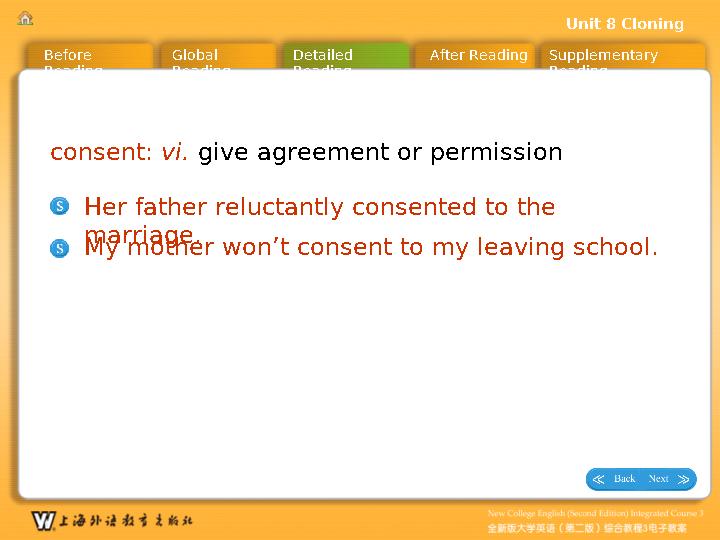 Unit 8 Cloning
Before
Reading
Global
Reading
Detailed
Reading
After Reading
Supplementary
Reading
consent: vi. give agreement or permission
S
Her father reluctantly consented to the
marriage.
S
My mother won’t consent to my leaving school.
Back
Next
New College English (Second Edition) Integrated Course 3
上海外语教育出版社
全新版大学英语（第二版）综合教程3电子教案